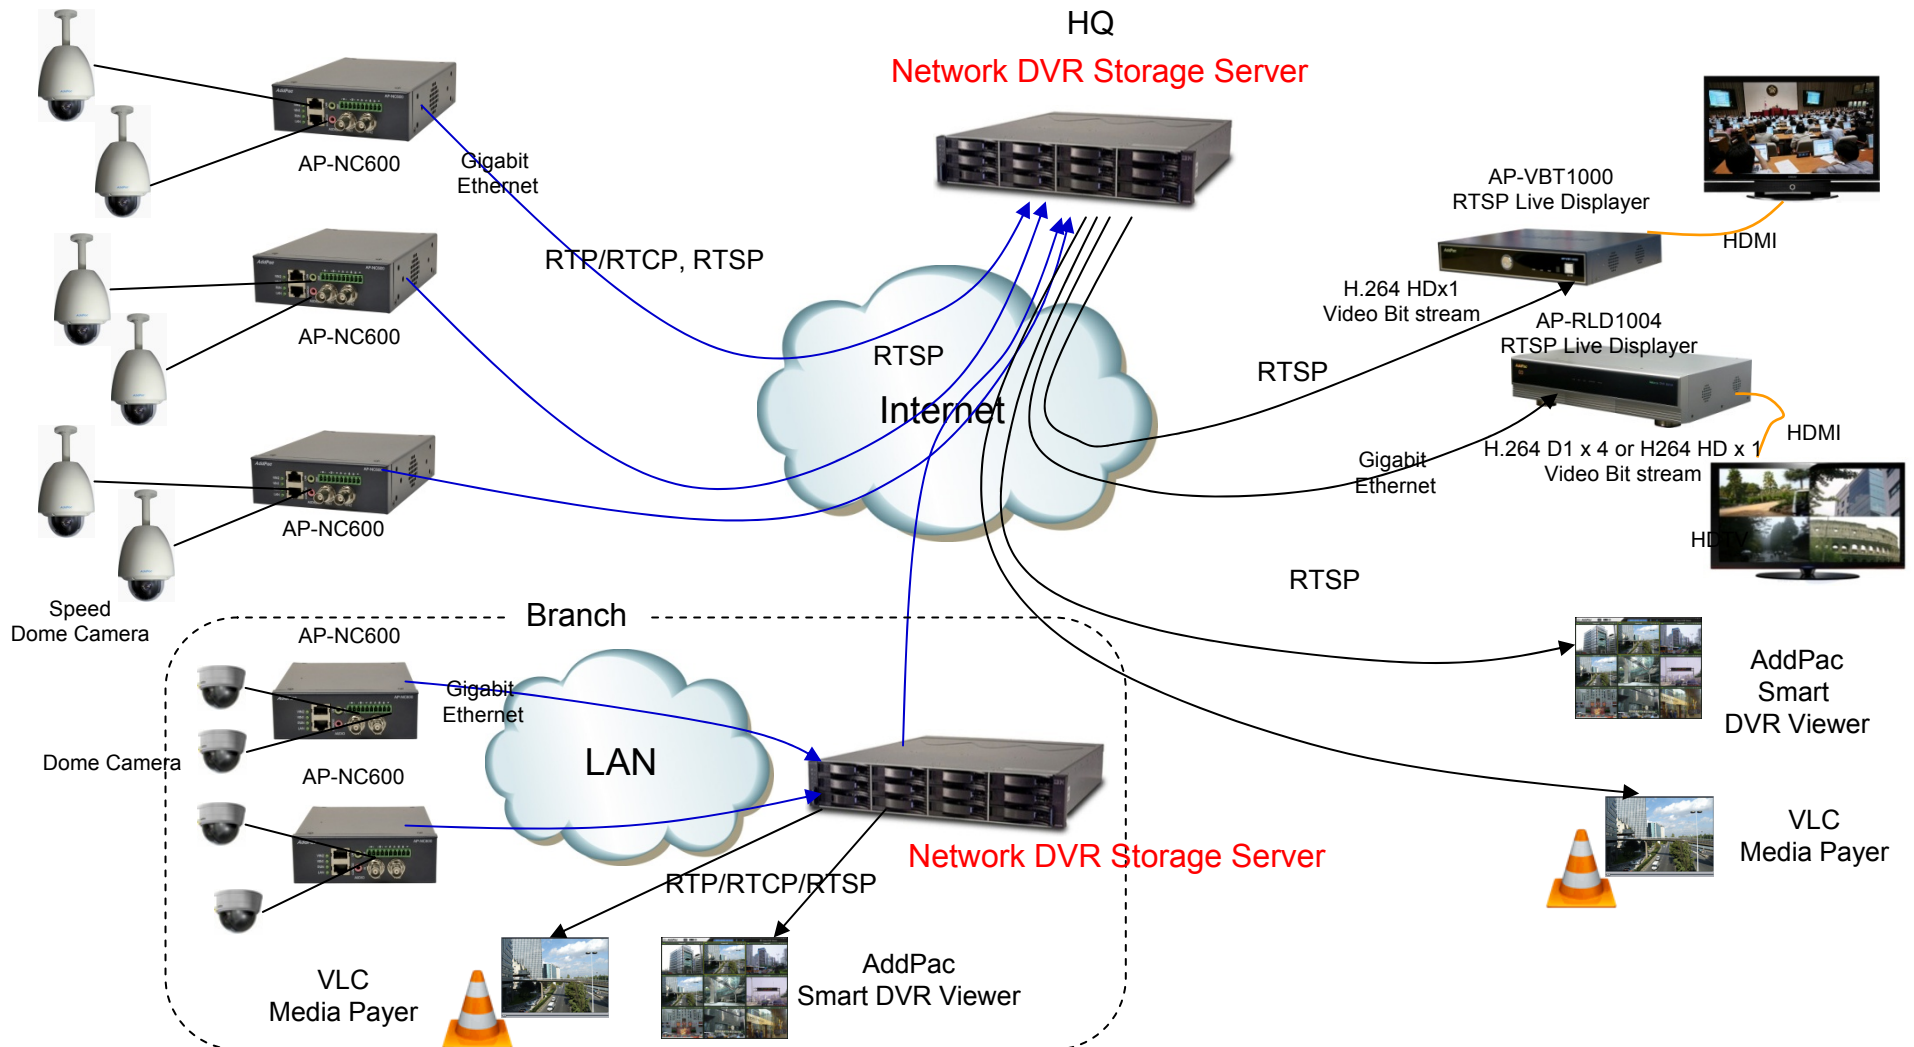 HQ
Network DVR Storage Server
AP-NC600
Gigabit
Ethernet
AP-VBT1000
RTSP Live Displayer
HDMI
RTP/RTCP, RTSP
AP-NC600
H.264 HDx1
Video Bit stream
AP-RLD1004
RTSP Live Displayer
RTSP
RTSP
Internet
HDMI
H.264 D1 x 4 or H264 HD x 1
Video Bit stream
Gigabit
Ethernet
AP-NC600
HDTV
RTSP
Speed
Dome Camera
Branch
AP-NC600
Gigabit
Ethernet
AddPac
Smart
DVR Viewer
Dome Camera
LAN
AP-NC600
VLC
Media Payer
Network DVR Storage Server
RTP/RTCP/RTSP
VLC
Media Payer
AddPac
Smart DVR Viewer